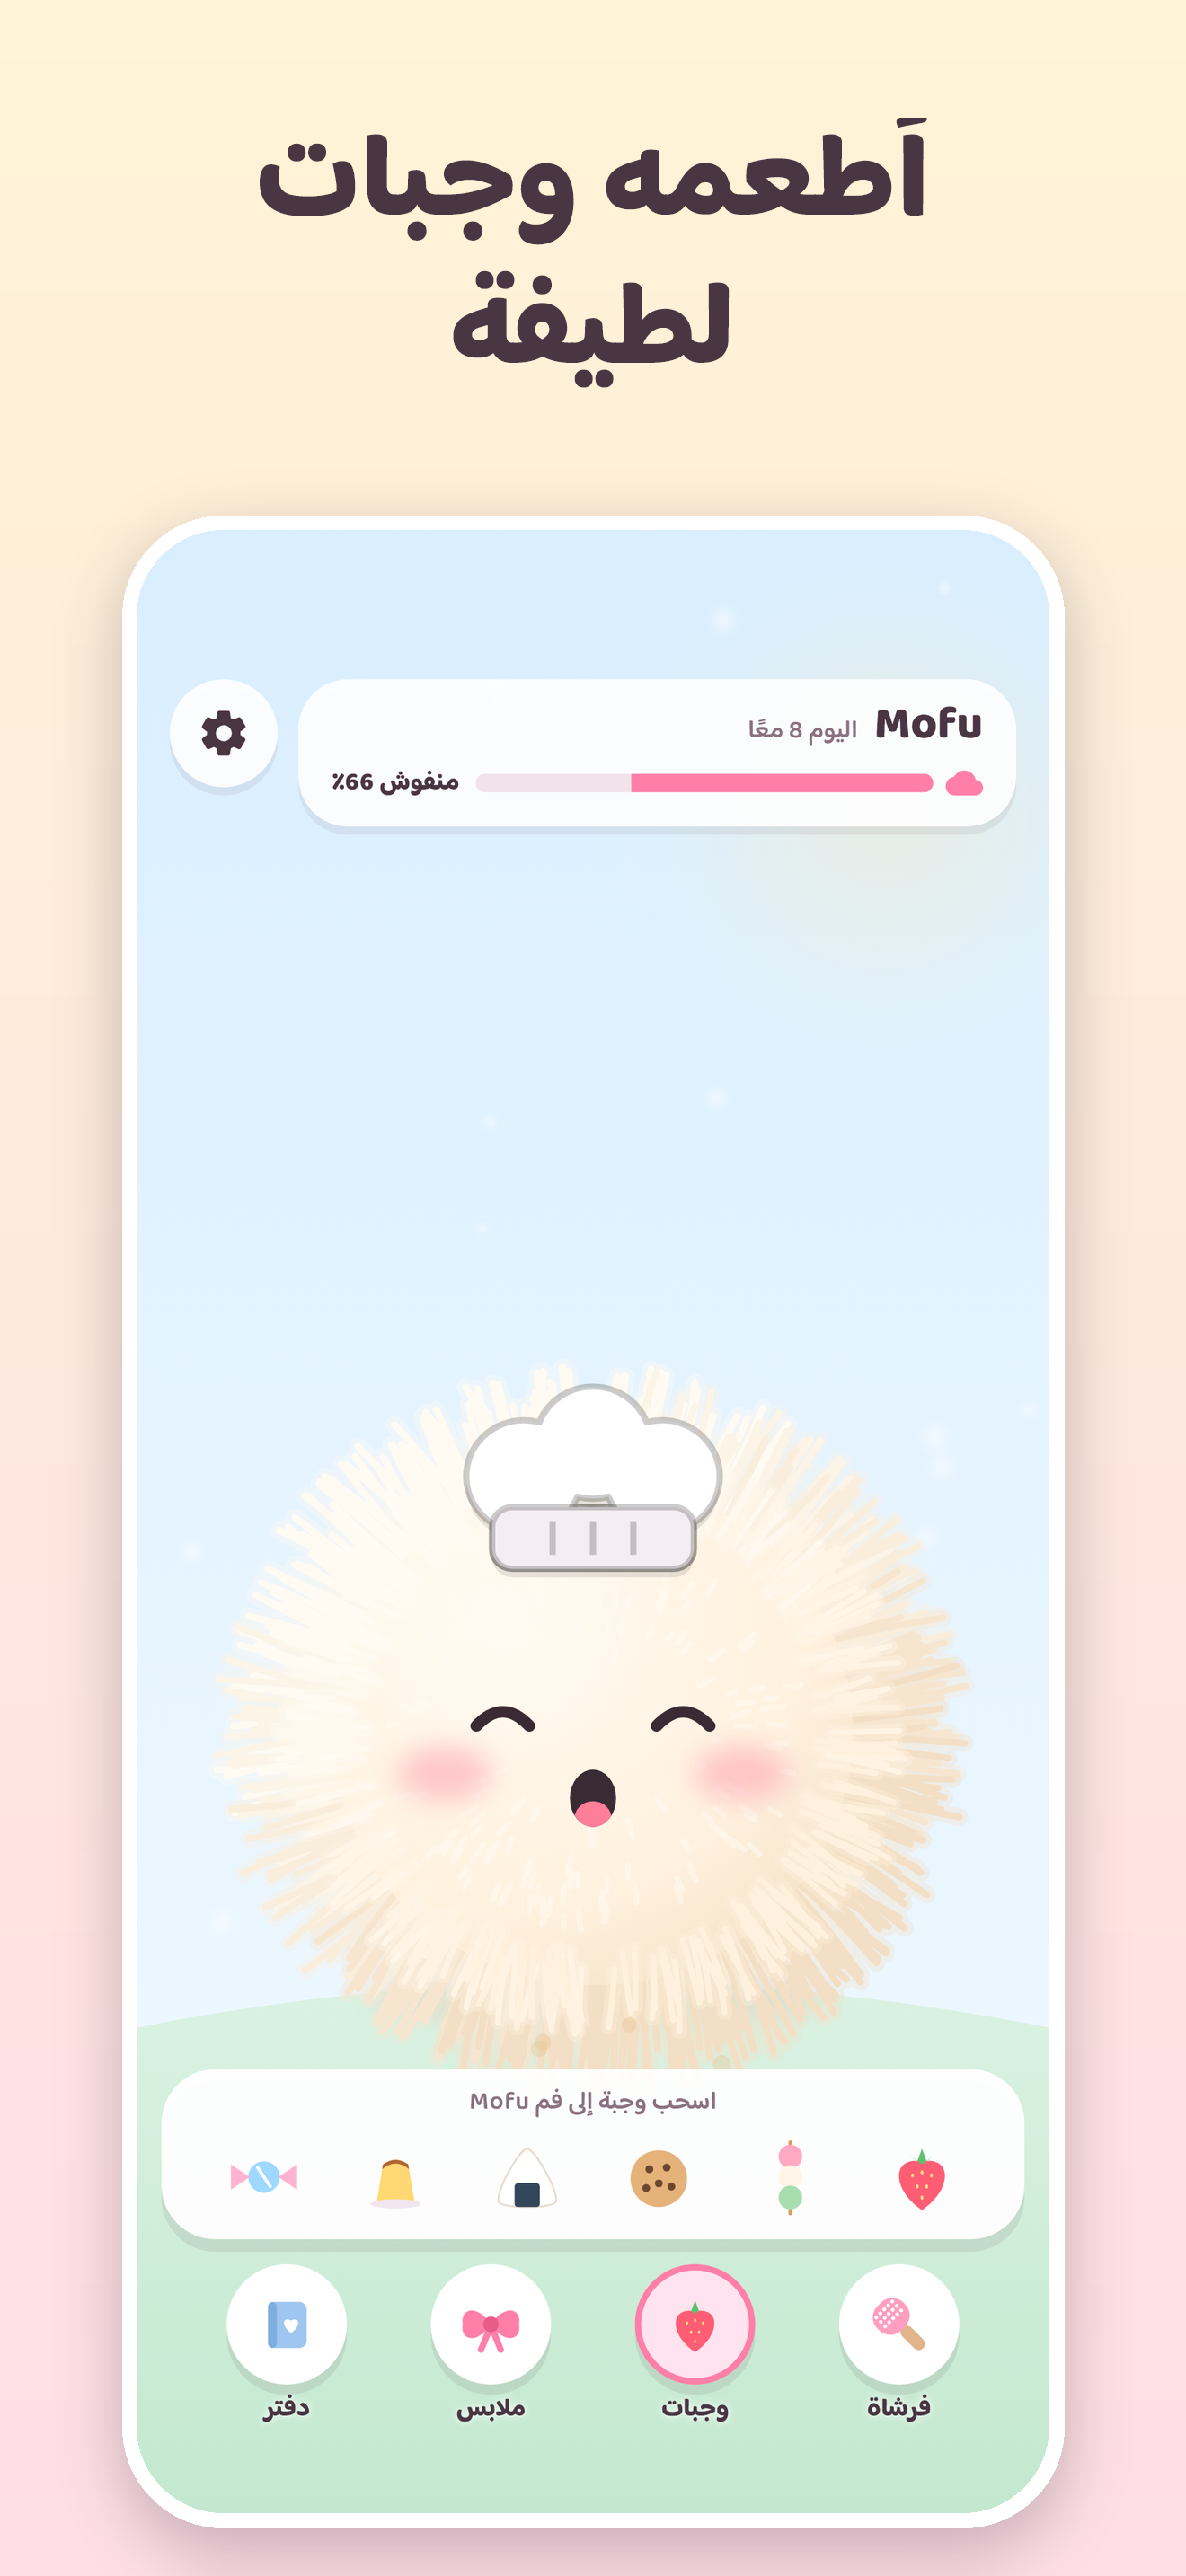 أطعمه وجبات
لطيفة
Mofu اليوم 8 معًا
منفوش 66٪
اسحب وجبة إلى فم Mofu
فرشاة
وجبات
ملابس
دفتر